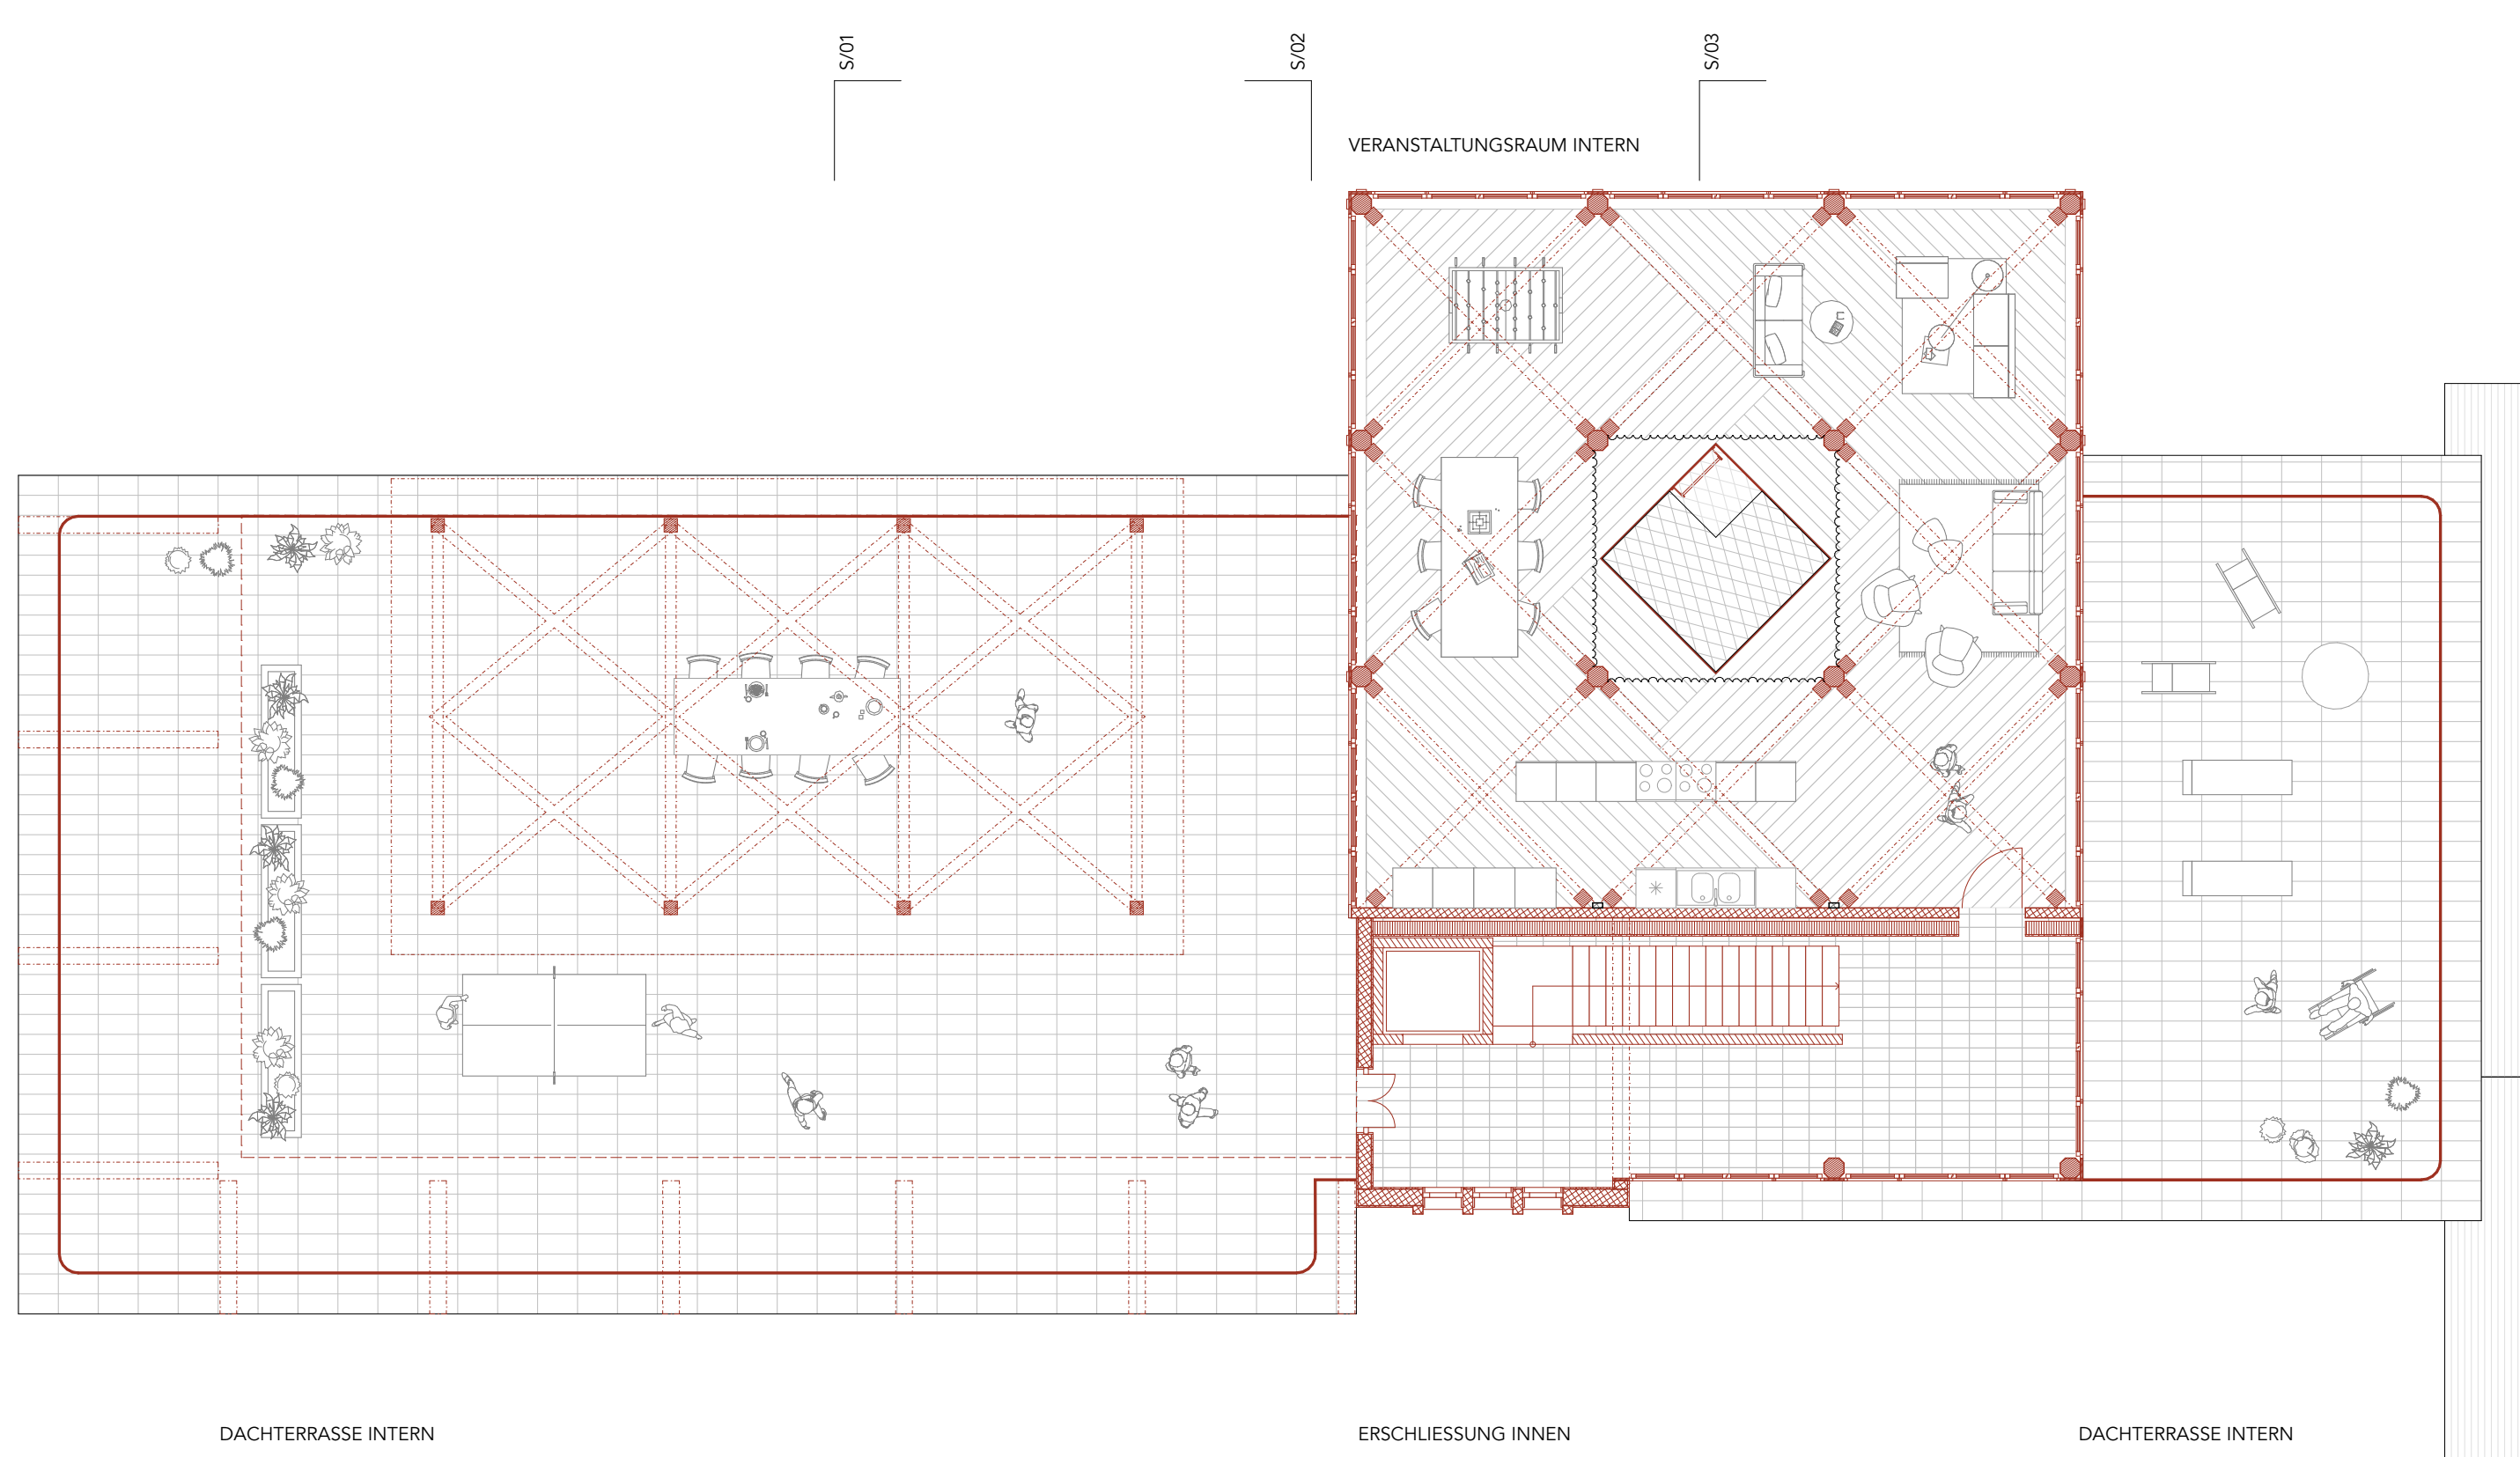 S/01
S/02
S/03
VERANSTALTUNGSRAUM INTERN
DACHTERRASSE INTERN
ERSCHLIESSUNG INNEN
DACHTERRASSE INTERN